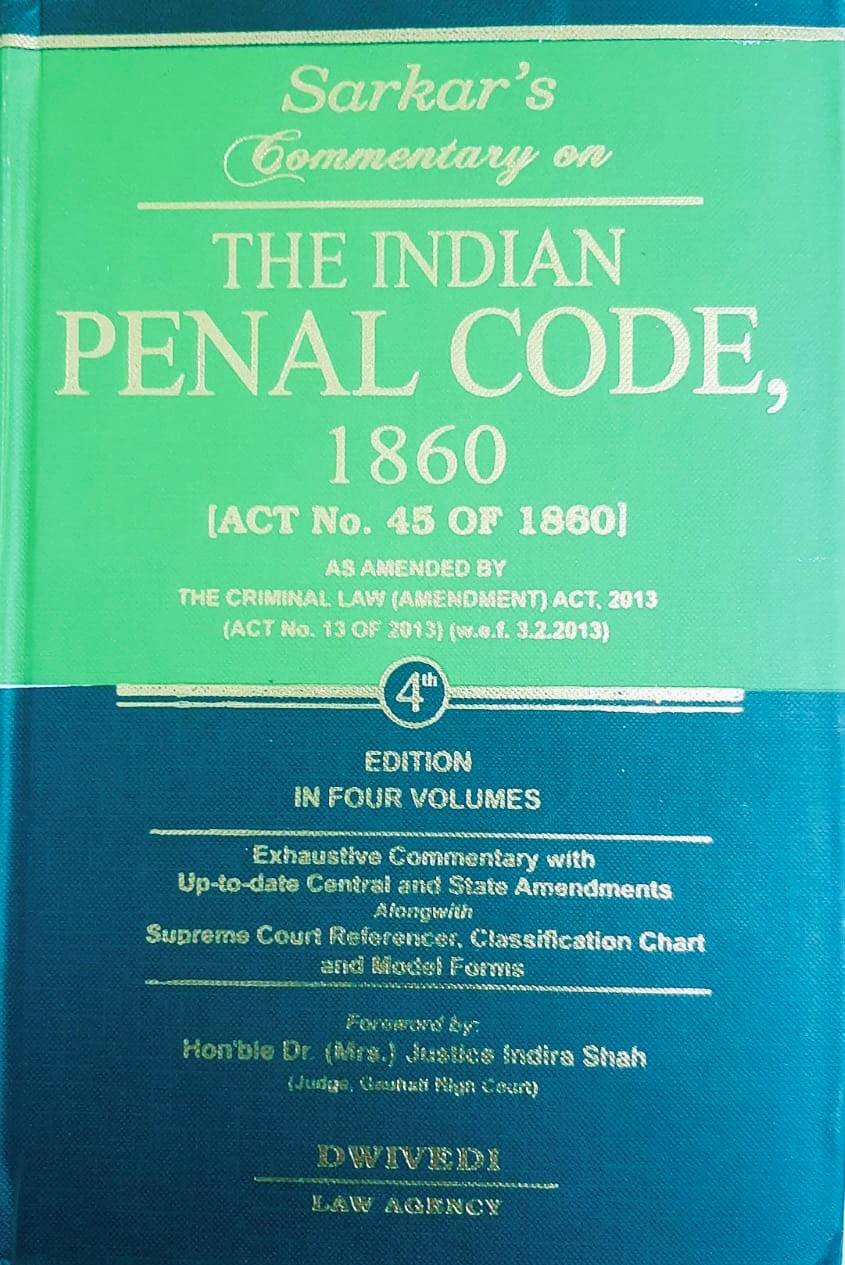 Sarkar's
Commentary on
THE INDIAN
PENAL CODE,
1860
[ACT No. 45 OF 1860]
AS AMENDED BY
THE CRIMINAL LAW (AMENDMENT) ACT, 2013
(ACT No. 13 OF 2013) (w.e.f. 3.2.2013)
4th
EDITION
IN FOUR VOLUMES
Exhaustive Commentary with
Up-to-date Central and State Amendments
Alongwith
Supreme Court Referencer, Classification Chart
and Model Forms
Foreword by:
Hon'ble Dr. (Mrs.) Justice Indira Shah
(Judge, Gauhati High Court)
DWIVEDI
LAW AGENCY